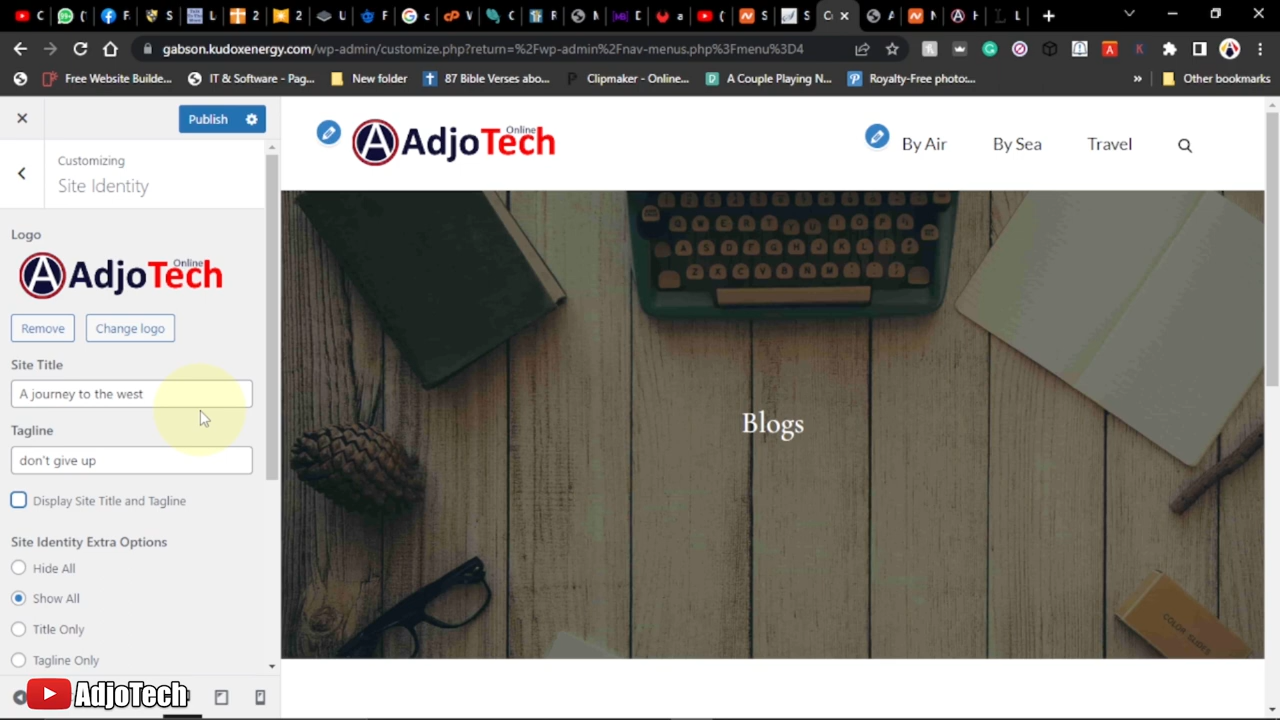 gabson.kudoxenergy.com/wp-admin/customize.php?return=%2Fwp-admin%2Fnav-menus.php%3Fmenu%3D4
Free Website Builde... IT & Software - Pag... New folder 87 Bible Verses abo... Clipmaker - Online... A Couple Playing N... Royalty-Free photo:... » Other bookmarks
Publish
Customizing
Site Identity
Logo
AdjoTech
Online
Remove Change logo
Site Title
A journey to the west
Tagline
don't give up
Display Site Title and Tagline
Site Identity Extra Options
Hide All
Show All
Title Only
Tagline Only
AdjoTech
AdjoTech
Online
By Air By Sea Travel
Blogs
COLOR GUIDES